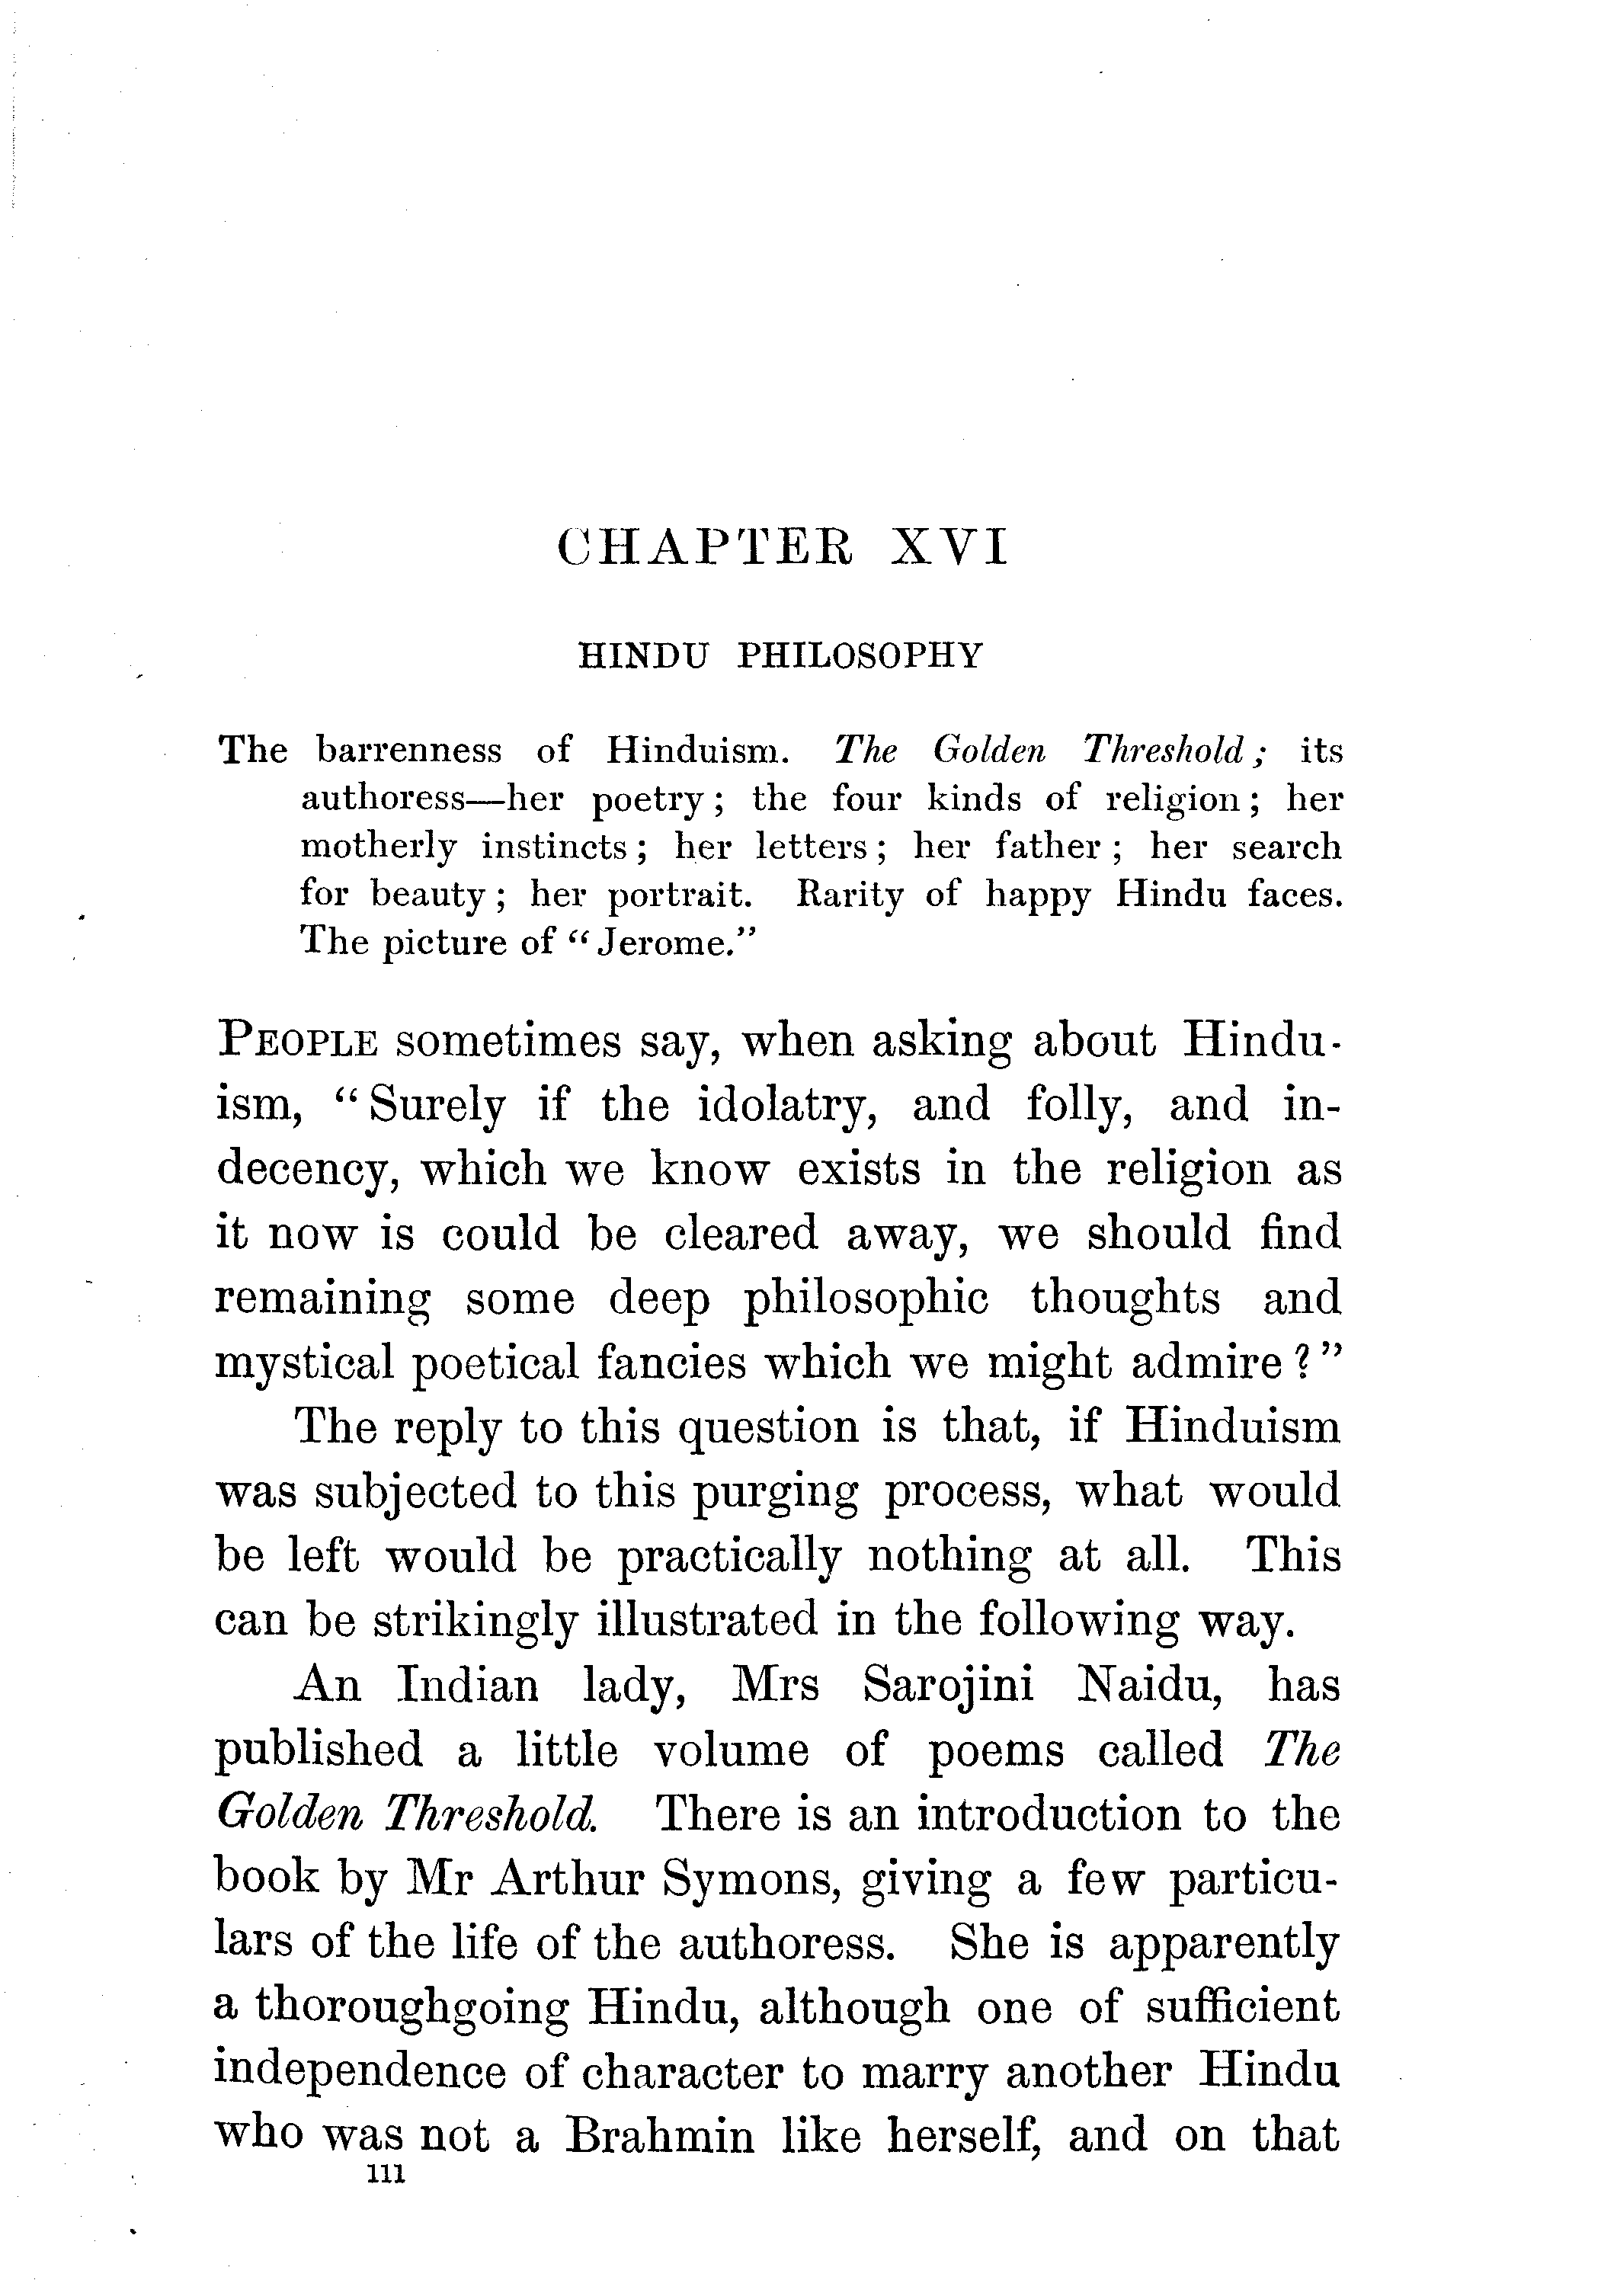 CHAPTER XVI
HINDU PHILOSOPHY
The barrenness of Hinduism. The Golden Threshold; its
authoress—her poetry; the four kinds of religion; her
motherly instincts; her letters; her father; her search
for beauty; her portrait. Rarity of happy Hindu faces.
The picture of "Jerome."
PEOPLE sometimes say, when asking about Hindu-
ism, "Surely if the idolatry, and folly, and in-
decency, which we know exists in the religion as
it now is could be cleared away, we should find
remaining some deep philosophic thoughts and
mystical poetical fancies which we might admire?"
The reply to this question is that, if Hinduism
was subjected to this purging process, what would
be left would be practically nothing at all. This
can be strikingly illustrated in the following way.
An Indian lady, Mrs Sarojini Naidu, has
published a little volume of poems called The
Golden Threshold. There is an introduction to the
book by Mr Arthur Symons, giving a few particu-
lars of the life of the authoress. She is apparently
a thoroughgoing Hindu, although one of sufficient
independence of character to marry another Hindu
who was not a Brahmin like herself, and on that
111